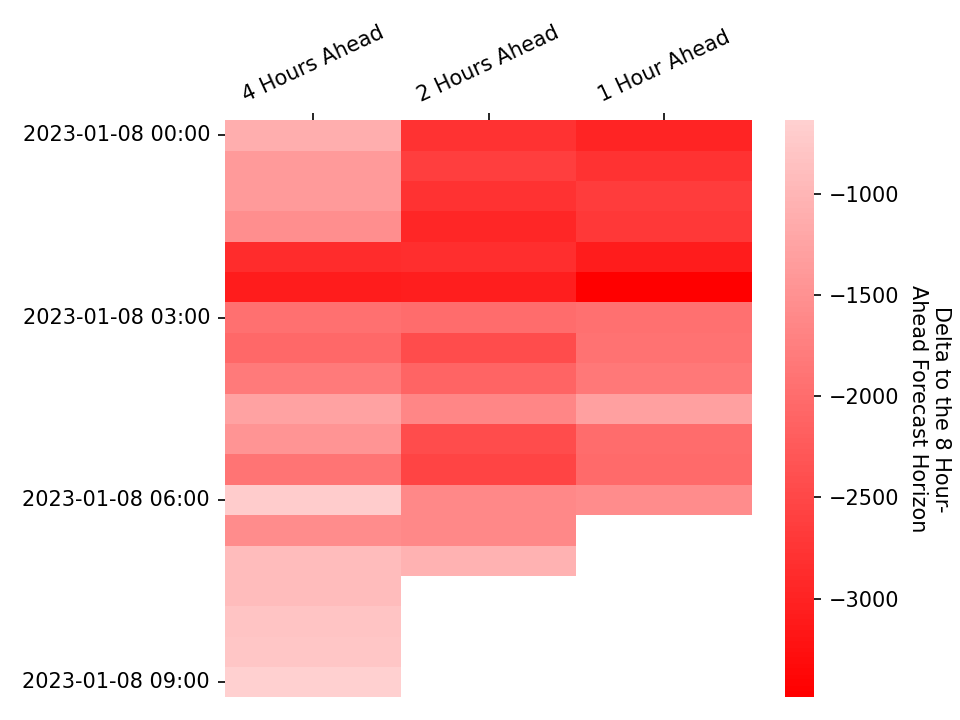 4 Hours Ahead
2 Hours Ahead
1 Hour Ahead
2023-01-08 00:00
2023-01-08 03:00
2023-01-08 06:00
2023-01-08 09:00
−1000
−1500
−2000
−2500
−3000
Delta to the 8 Hour-
Ahead Forecast Horizon